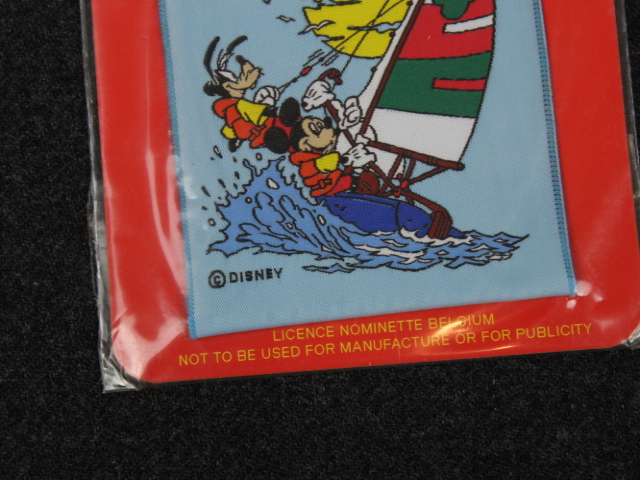 © DISNEY
LICENCE NOMINETTE BELGIUM
NOT TO BE USED FOR MANUFACTURE OR FOR PUBLICITY